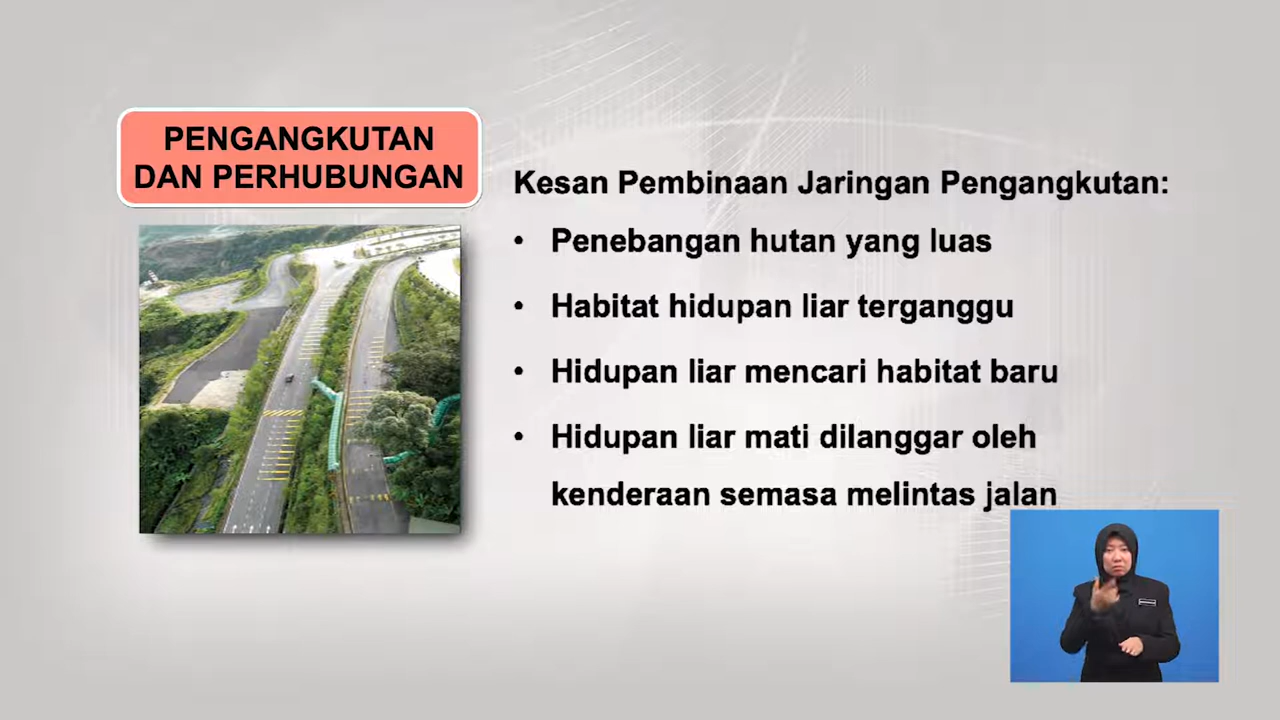 PENGANGKUTAN
DAN PERHUBUNGAN
Kesan Pembinaan Jaringan Pengangkutan:
• Penebangan hutan yang luas
• Habitat hidupan liar terganggu
• Hidupan liar mencari habitat baru
• Hidupan liar mati dilanggar oleh
kenderaan semasa melintas jalan